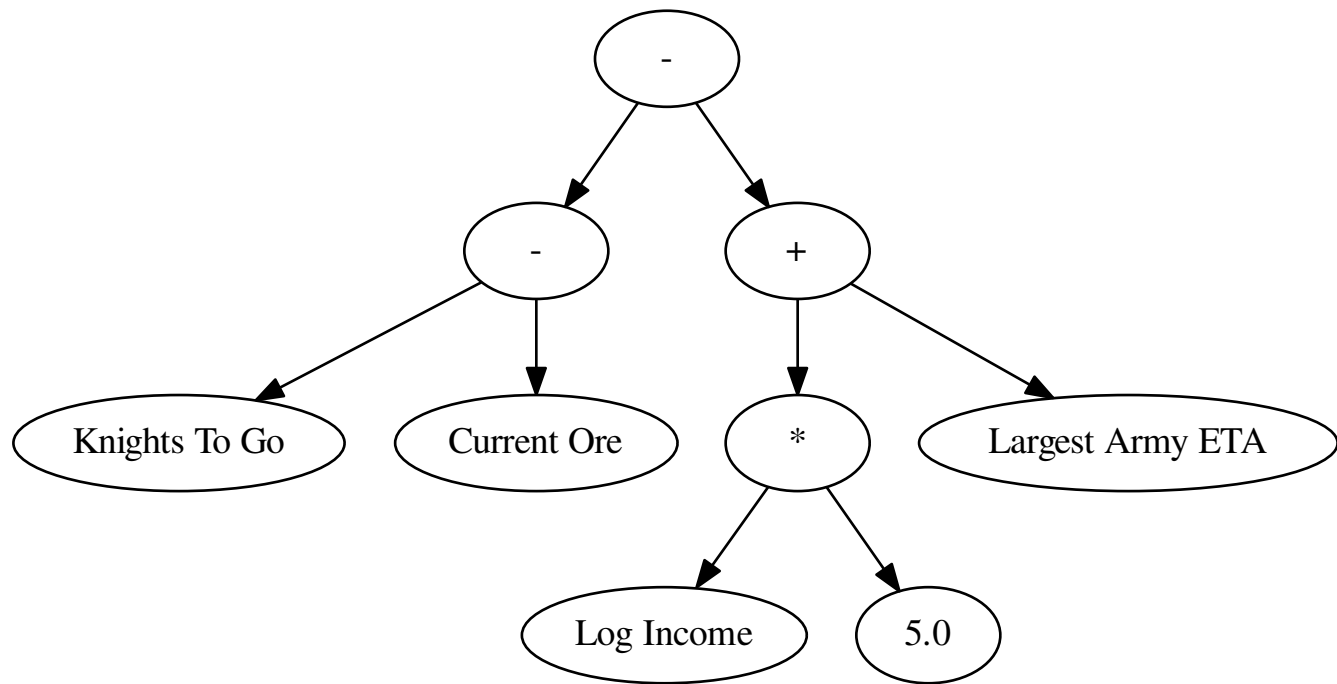 -
-
+
Knights To Go
Current Ore
*
Largest Army ETA
Log Income
5.0